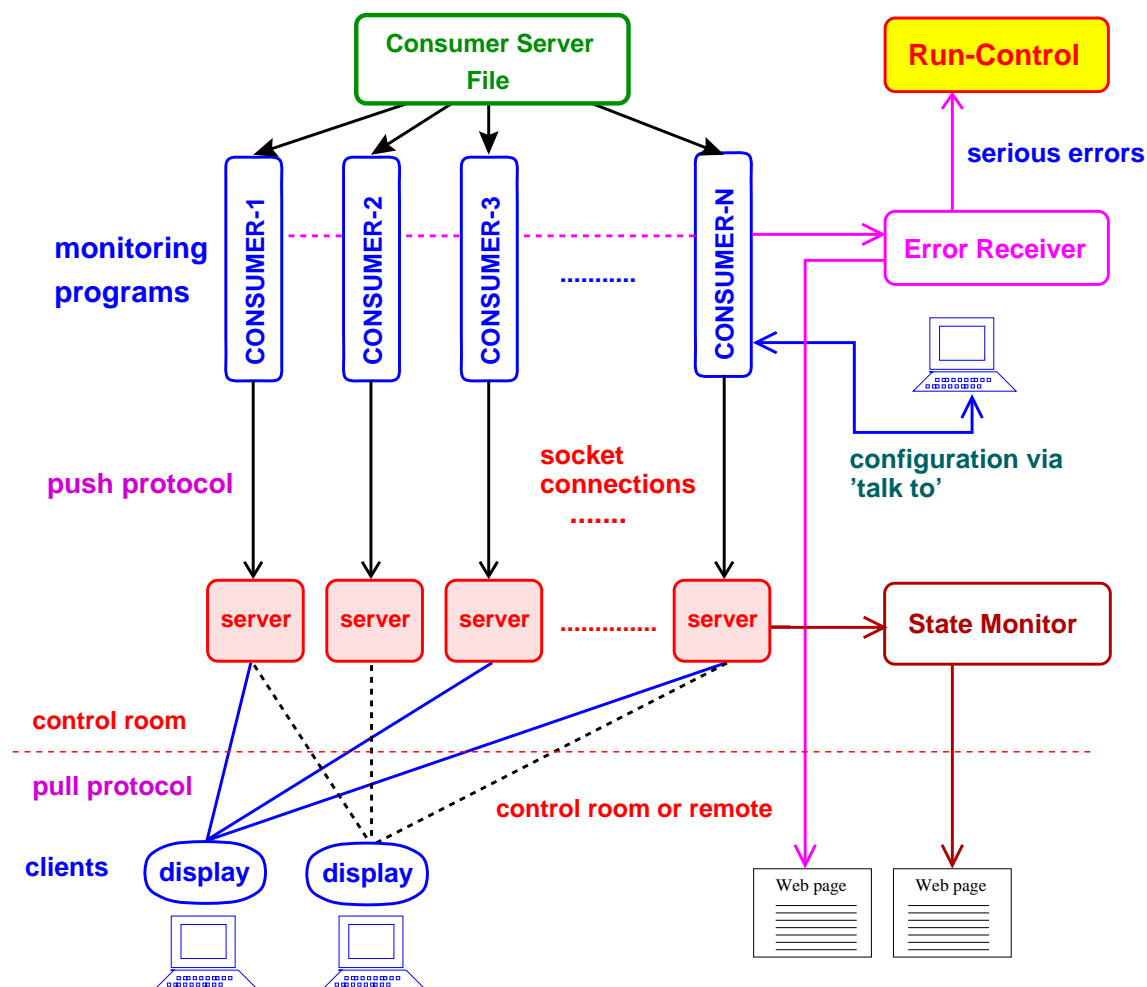 Consumer Server
File
Run-Control
serious errors
CONSUMER-1
CONSUMER-2
CONSUMER-3
CONSUMER-N
monitoring
programs
...........
Error Receiver
push protocol
socket
connections
.......
configuration via
’talk to’
server
server
server
..............
server
State Monitor
control room
pull protocol
control room or remote
clients
display
display
Web page
Web page